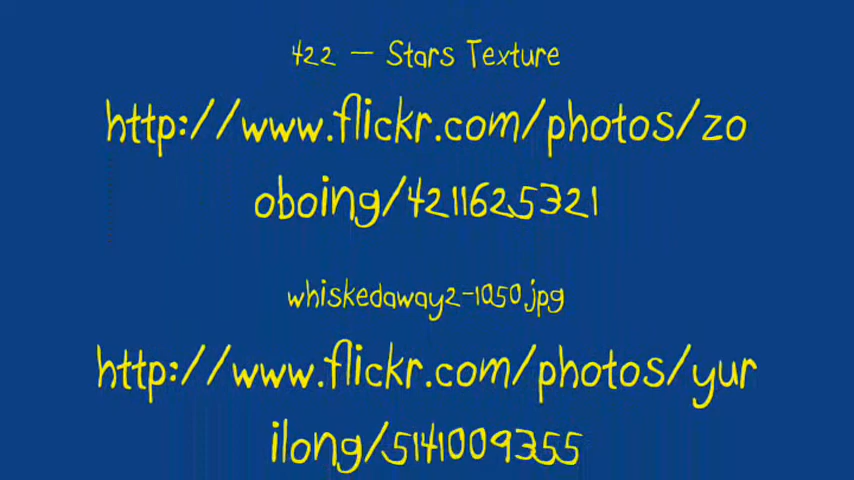 422 – Stars Texture
http://www.flickr.com/photos/zo
oboing/4211625321
whiskedaway2-1050.jpg
http://www.flickr.com/photos/yur
ilong/5141009355